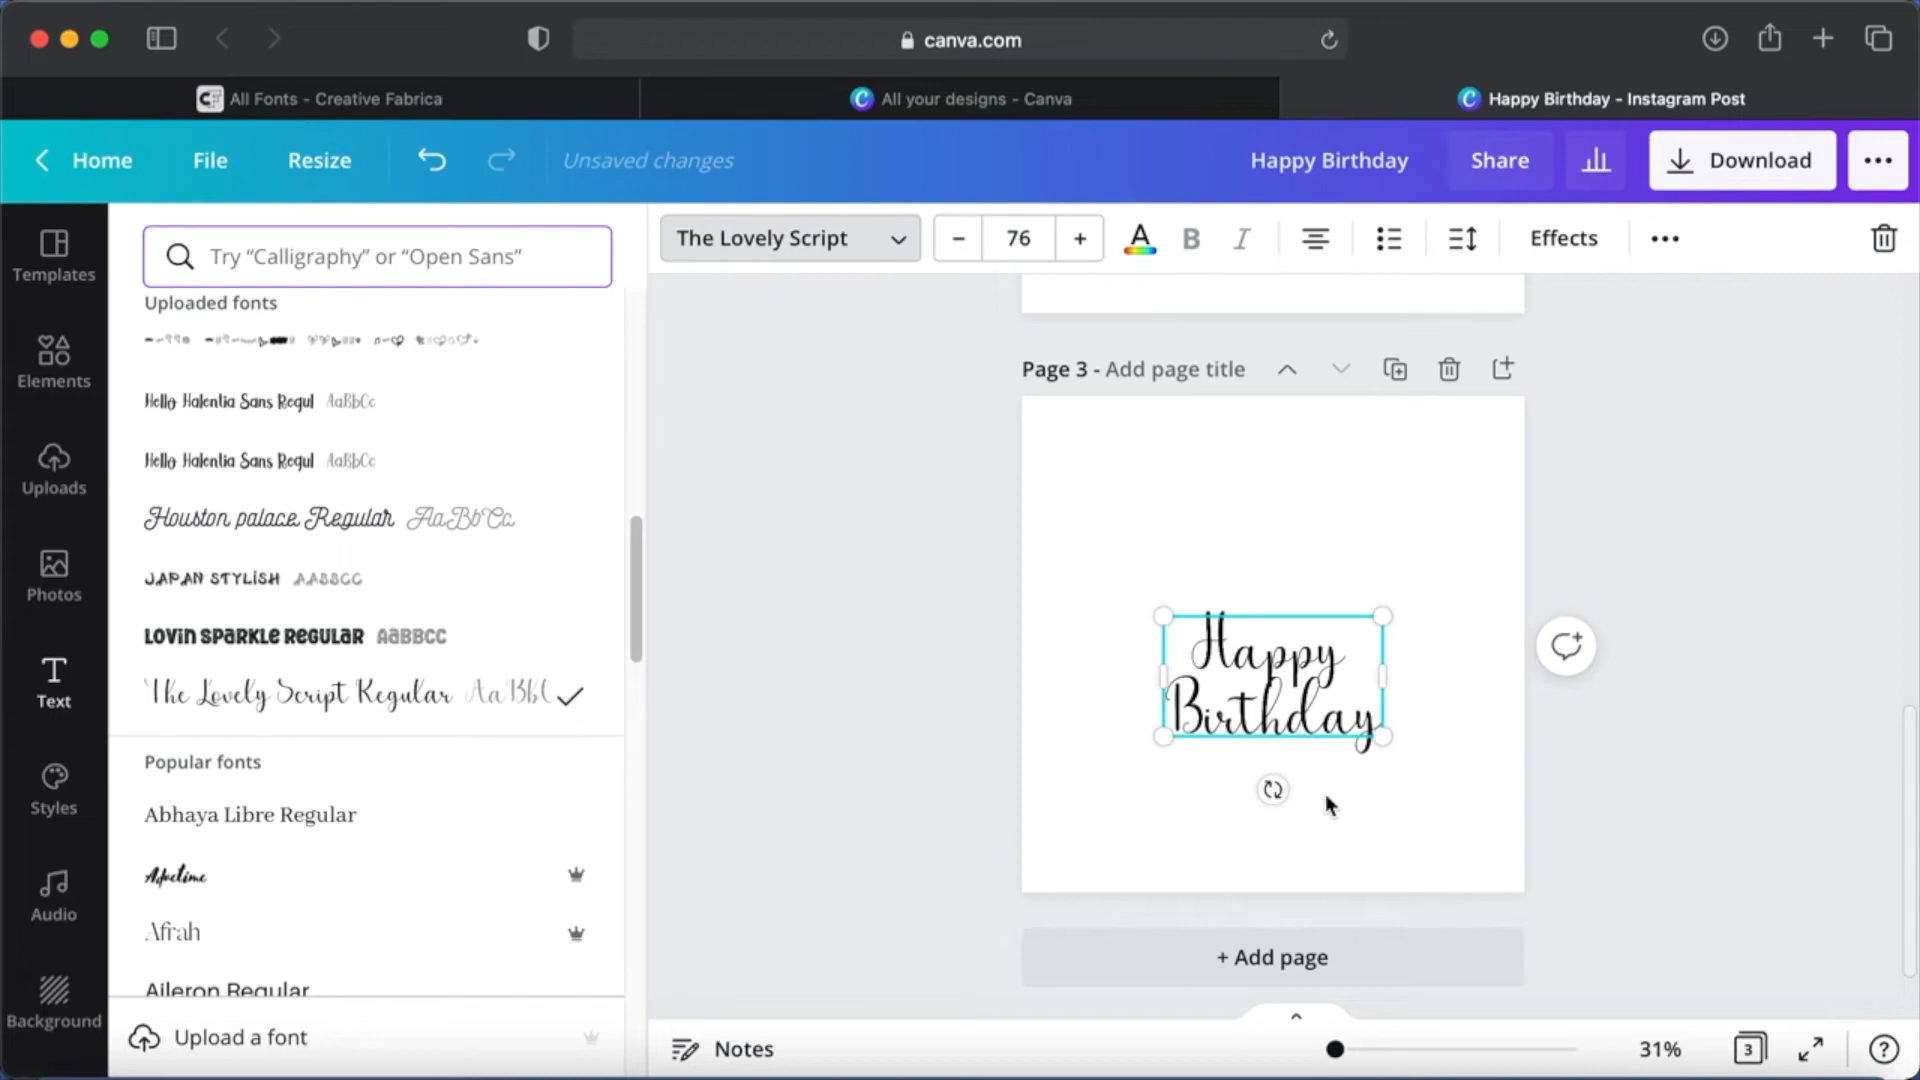 canva.com
All Fonts - Creative Fabrica
All your designs - Canva
Happy Birthday - Instagram Post
Home
File
Resize
Unsaved changes
Happy Birthday
Share
Download
Templates
Elements
Uploads
Photos
Text
Styles
Audio
Background
Try “Calligraphy” or “Open Sans”
Uploaded fonts
Hello Halentia Sans Regul AaBbCc
Hello Halentia Sans Regul AaBbCc
Houston palace Regular AaBbCc
JAPAN STYLISH AABBCC
Lovin Sparkle Regular AaBBCC
The Lovely Script Regular Aa Bb C
Popular fonts
Abhaya Libre Regular
Advetime
Afrah
Aileron Regular
Upload a font
The Lovely Script
76
A
B
I
Effects
Page 3 - Add page title
Happy
Birthday
+ Add page
Notes
31%
3
?